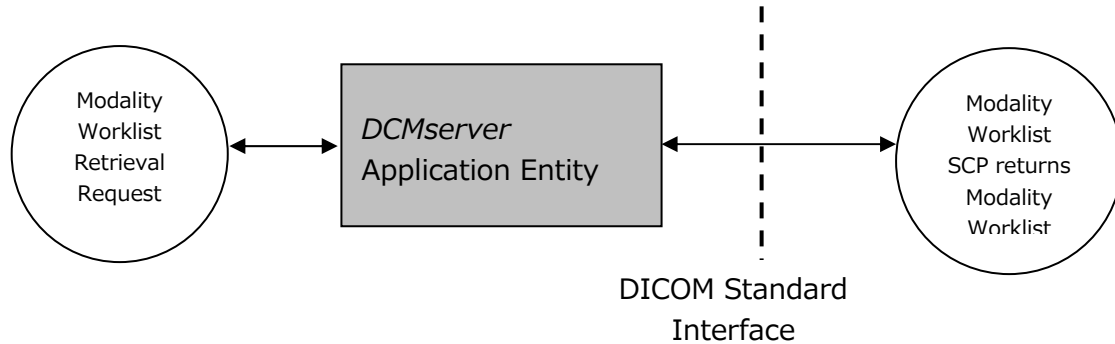 Modality
Worklist
Retrieval
Request
DCMserver
Application Entity
Modality
Worklist
SCP returns
Modality
Worklist
DICOM Standard
Interface